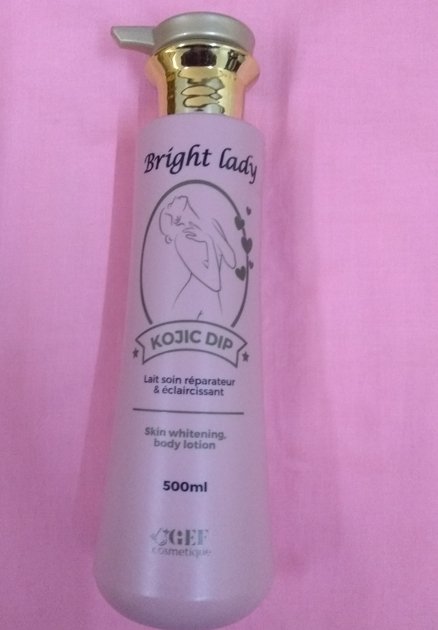 Bright lady
KOJIC DIP
Lait soin réparateur
& éclaircissant
Skin whitening,
body lotion
500ml
GEF
cosmetique